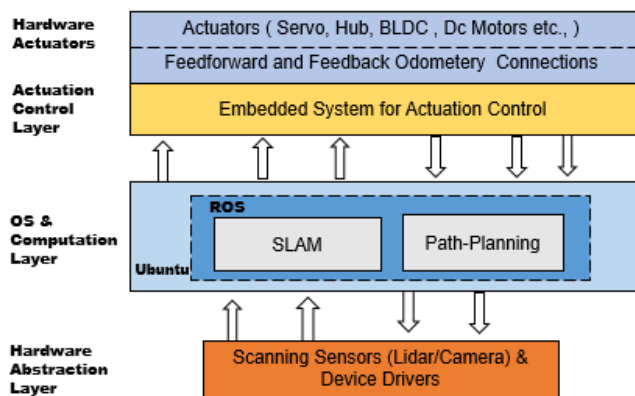 Hardware
Actuators
Actuators ( Servo, Hub, BLDC , Dc Motors etc., )
Feedforward and Feedback Odometery Connections
Actuation
Control
Layer
Embedded System for Actuation Control
OS &
Computation
Layer
ROS
SLAM
Path-Planning
Ubuntu
Hardware
Abstraction
Layer
Scanning Sensors (Lidar/Camera) &
Device Drivers